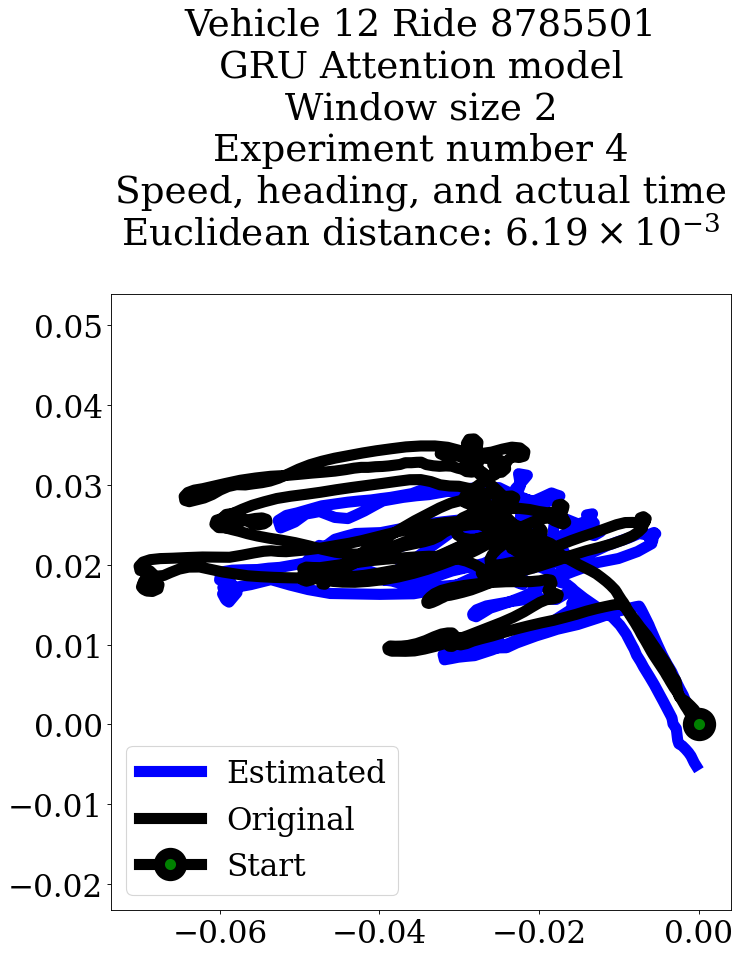 Vehicle 12 Ride 8785501
GRU Attention model
Window size 2
Experiment number 4
Speed, heading, and actual time
Euclidean distance: 6.19 × 10⁻³
0.05
0.04
0.03
0.02
0.01
0.00
−0.01
−0.02
Estimated
Original
Start
−0.06
−0.04
−0.02
0.00